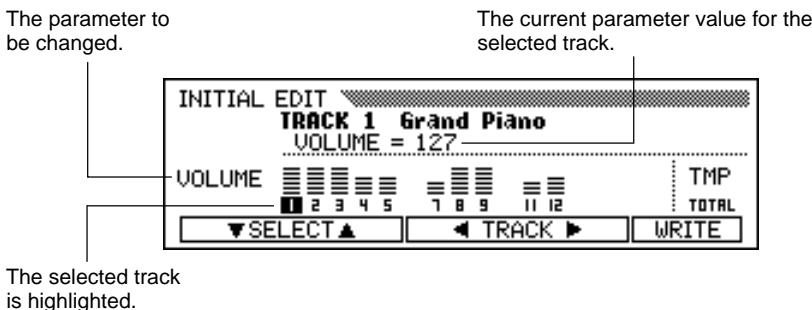 The parameter to
be changed.
The current parameter value for the
selected track.
INITIAL EDIT
TRACK 1 Grand Piano
VOLUME = 127
VOLUME
TMP
1 2 3 4 5 7 8 9 11 12
TOTAL
▼SELECT▲ ◀ TRACK ▶ WRITE
The selected track
is highlighted.